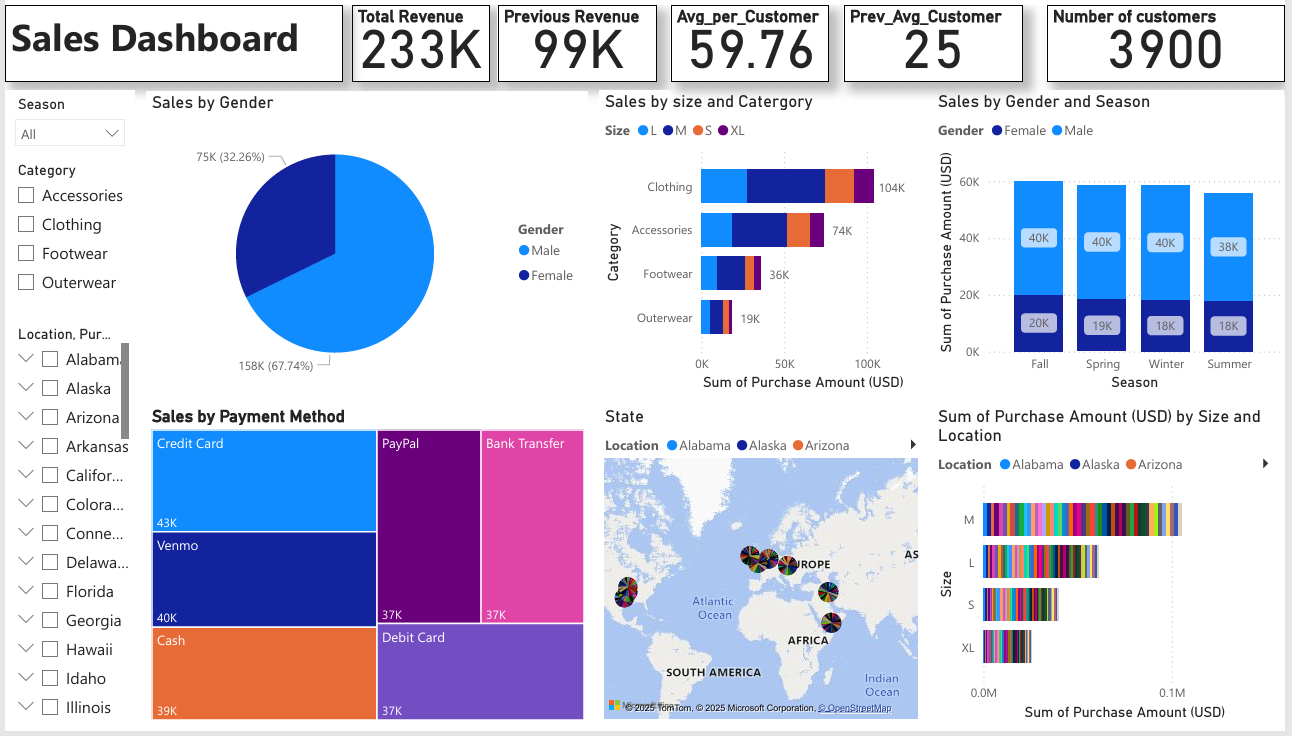 Sales Dashboard
Total Revenue
233K
Previous Revenue
99K
Avg_per_Customer
59.76
Prev_Avg_Customer
25
Number of customers
3900
Season
All
Category
Accessories
Clothing
Footwear
Outerwear
Location, Pur...
Alabama
Alaska
Arizona
Arkansas
Califor...
Colora...
Conne...
Delawa...
Florida
Georgia
Hawaii
Idaho
Illinois
Sales by Gender
75K (32.26%)
158K (67.74%)
Gender
Male
Female
Sales by size and Catergory
Size L M S XL
Category
Clothing
104K
Accessories
74K
Footwear
36K
Outerwear
19K
0K 50K 100K
Sum of Purchase Amount (USD)
Sales by Gender and Season
Gender Female Male
Sum of Purchase Amount (USD)
60K
40K
20K
0K
40K 40K 40K 38K
20K 19K 18K 18K
Fall Spring Winter Summer
Season
Sales by Payment Method
Credit Card
43K
Venmo
40K
Cash
39K
PayPal
37K
Bank Transfer
37K
Debit Card
37K
State
Location Alabama Alaska Arizona
UROPE
AS
Atlantic
Ocean
AFRICA
SOUTH AMERICA
Indian
Ocean
© 2025 TomTom, © 2025 Microsoft Corporation, © OpenStreetMap
Sum of Purchase Amount (USD) by Size and
Location
Location Alabama Alaska Arizona
Size
M
L
S
XL
0.0M 0.1M
Sum of Purchase Amount (USD)